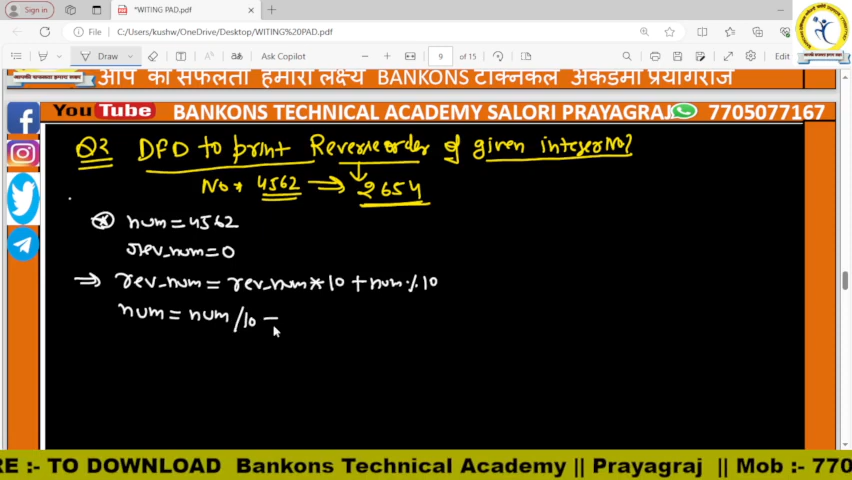 Sign in
*WITING PAD.pdf
File
C:/Users/kushw/OneDrive/Desktop/WITING%20PAD.pdf
Draw
Ask Copilot
9
of 15
Edit
आप की सफलता हमारा लक्ष्य BANKONS टेक्निकल अकेडमी प्रयागराज
YouTube BANKONS TECHNICAL ACADEMY SALORI PRAYAGRAJ 7705077167
Q2 DFD to print Reverse order of given integer No?
No* 4562 ⇒ 2654
num = 4562
rev_num = 0
⇒ rev_num = rev_num * 10 + num % 10
num = num / 10 =
RE :- TO DOWNLOAD Bankons Technical Academy || Prayagraj || Mob :- 770